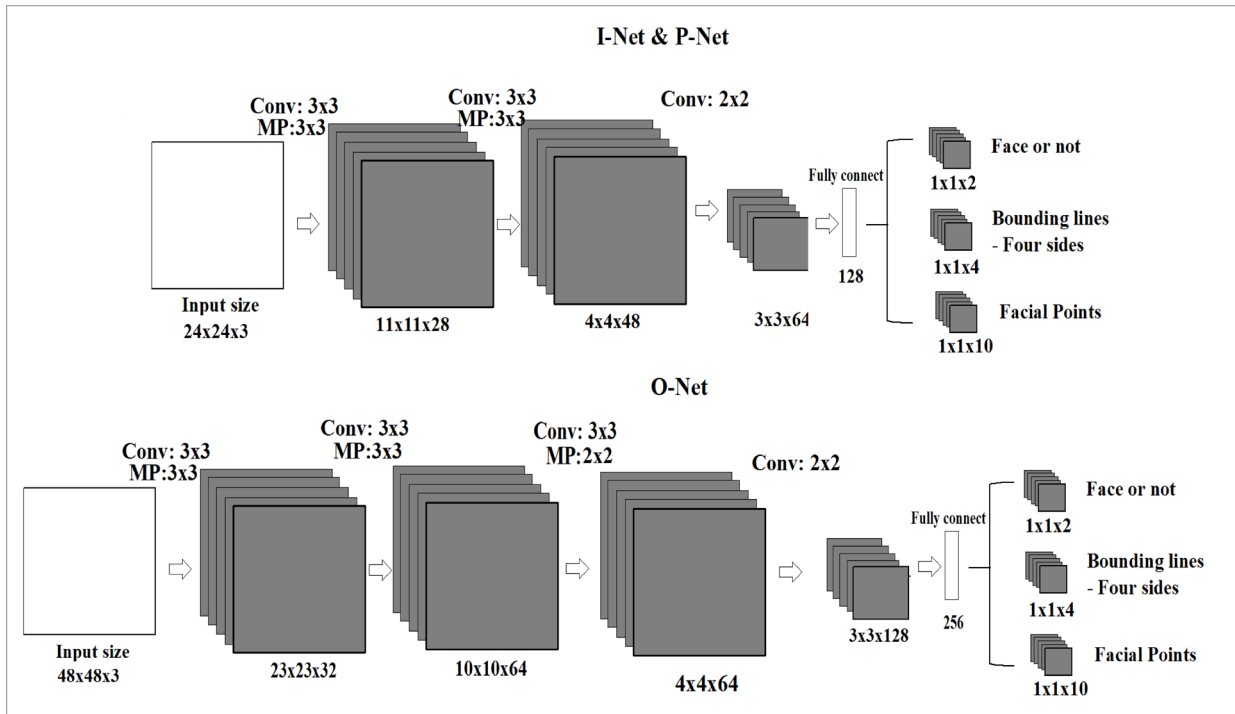 I-Net & P-Net
Conv: 3x3
MP:3x3
Conv: 3x3
MP:3x3
Conv: 2x2
Fully connect
Face or not
1x1x2
Bounding lines
- Four sides
1x1x4
Facial Points
1x1x10
Input size
24x24x3
11x11x28
4x4x48
3x3x64
128
O-Net
Conv: 3x3
MP:3x3
Conv: 3x3
MP:3x3
Conv: 3x3
MP:2x2
Conv: 2x2
Fully connect
Face or not
1x1x2
Bounding lines
- Four sides
1x1x4
Facial Points
1x1x10
Input size
48x48x3
23x23x32
10x10x64
4x4x64
3x3x128
256